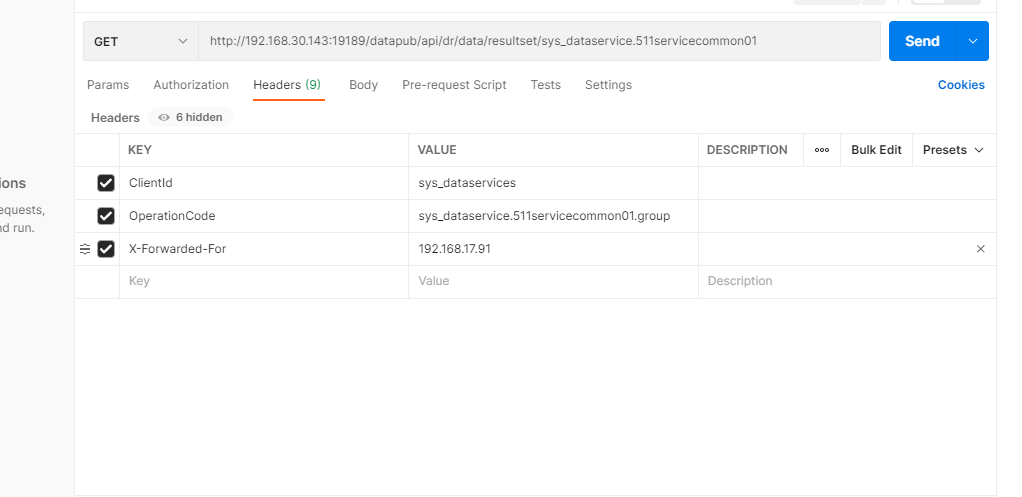 GET http://192.168.30.143:19189/datapub/api/dr/data/resultset/sys_dataservice.511servicecommon01 Send
Params Authorization Headers (9) Body Pre-request Script Tests Settings Cookies
Headers 6 hidden
KEY VALUE DESCRIPTION ooo Bulk Edit Presets
ions
equests,
nd run.
ClientId sys_dataservices
OperationCode sys_dataservice.511servicecommon01.group
X-Forwarded-For 192.168.17.91
Key Value Description